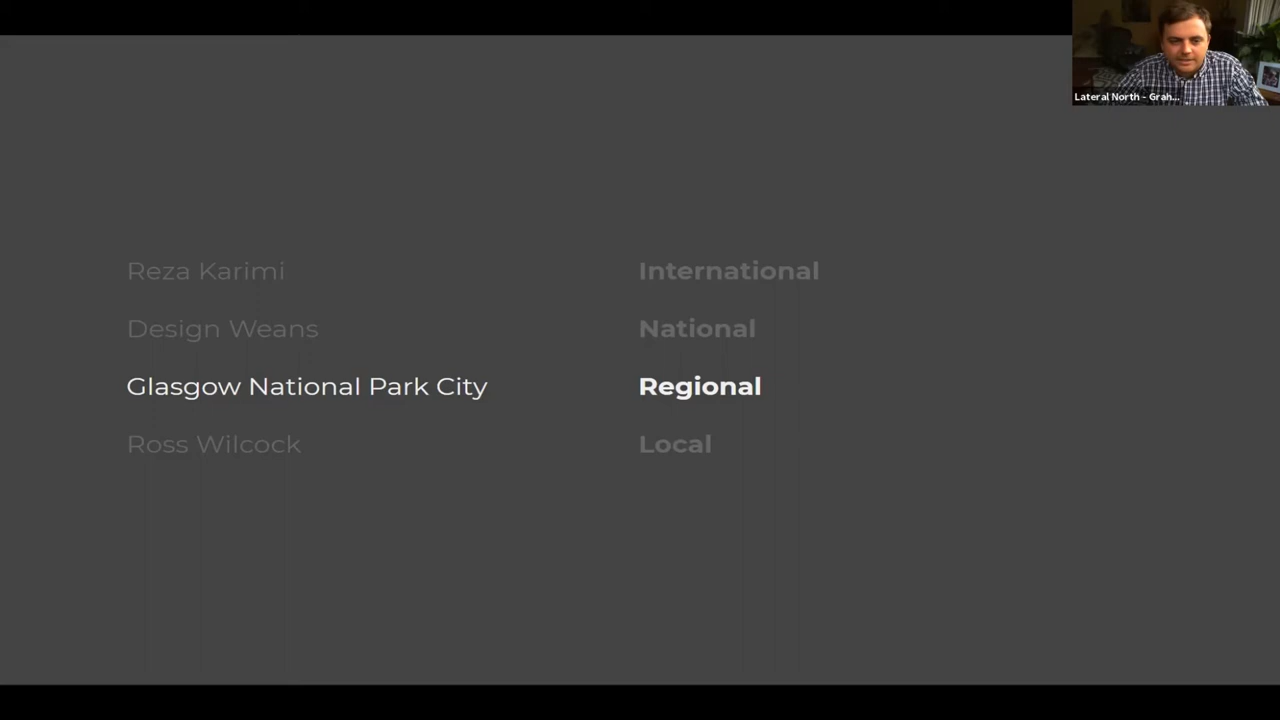 Lateral North - Grah...
Reza Karimi International
Design Weans National
Glasgow National Park City Regional
Ross Wilcock Local